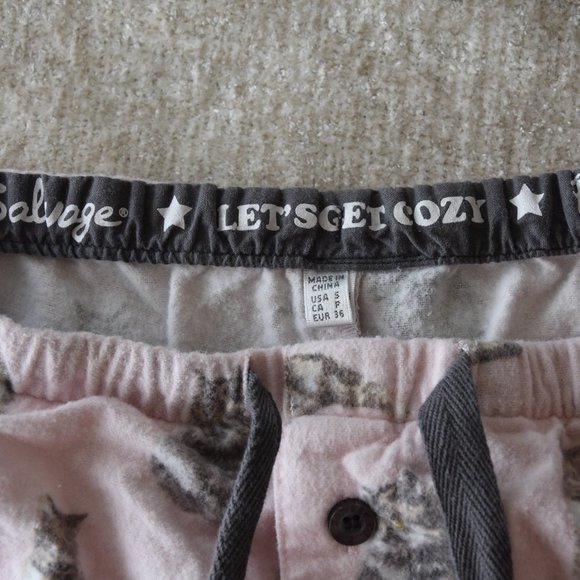 Salvage® ★ LET'S GET COZY ★
MADE IN
CHINA
USA S
CA P
EUR 36